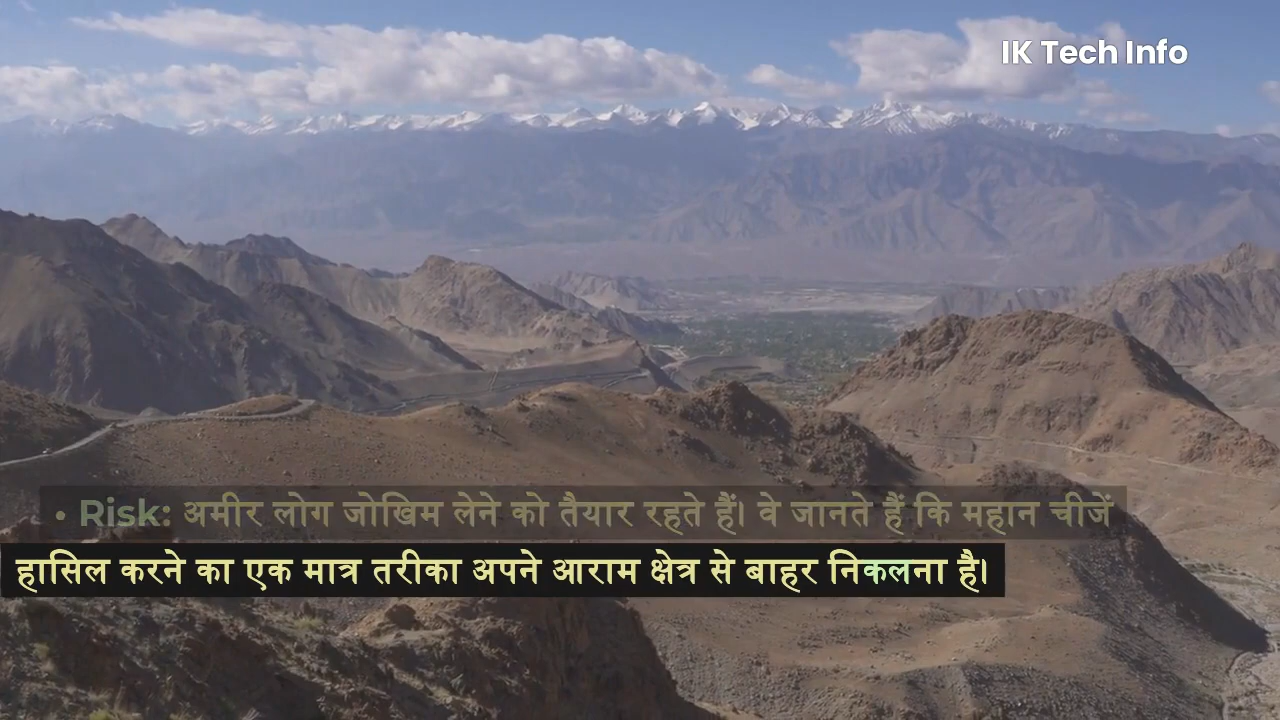 IK Tech Info
• Risk: अमीर लोग जोखिम लेने को तैयार रहते हैं। वे जानते हैं कि महान चीजें
हासिल करने का एक मात्र तरीका अपने आराम क्षेत्र से बाहर निकलना है।